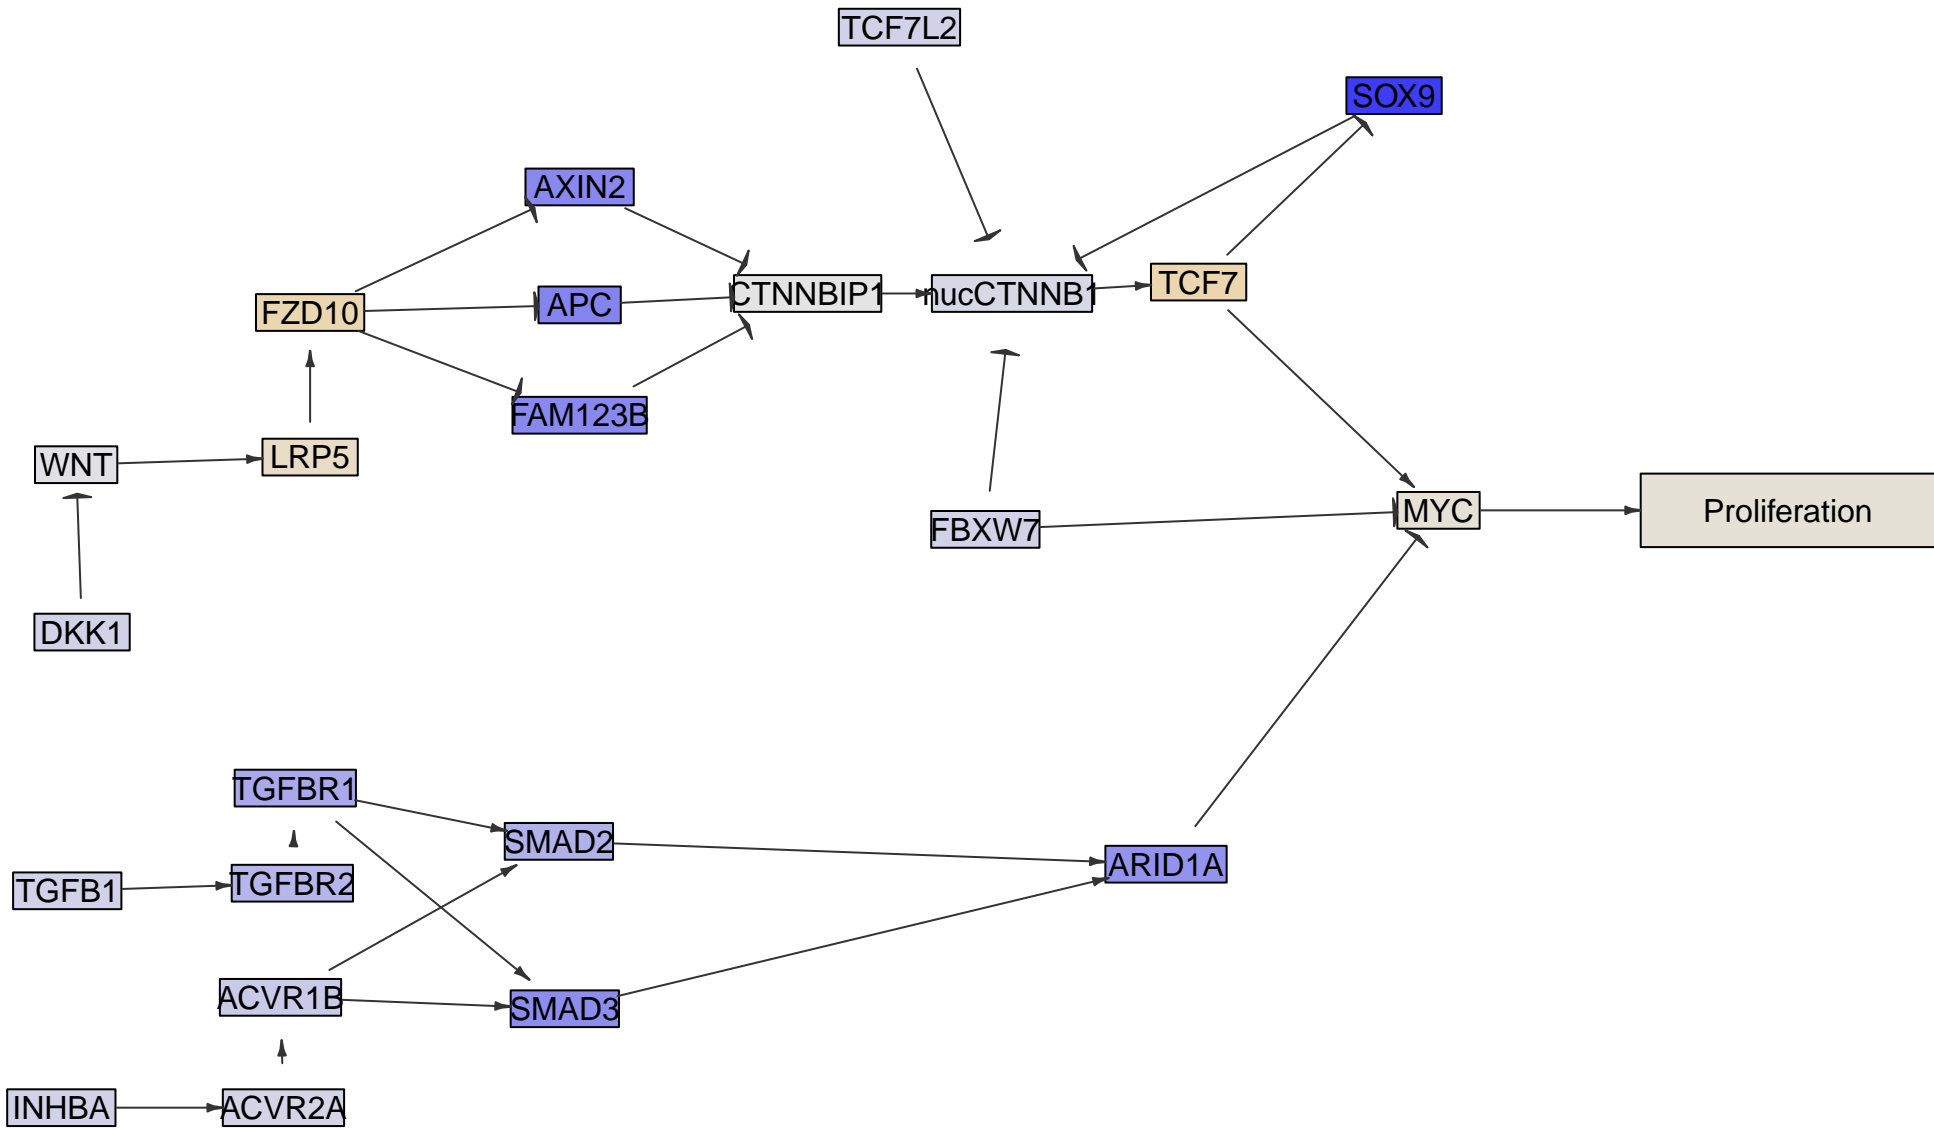 TCF7L2
SOX9
AXIN2
TCF7
FZD10
APC
CTNNBIP1
nucCTNNB1
FAM123B
WNT
LRP5
MYC
Proliferation
FBXW7
DKK1
TGFBR1
SMAD2
ARID1A
TGFB1
TGFBR2
ACVR1B
SMAD3
INHBA
ACVR2A